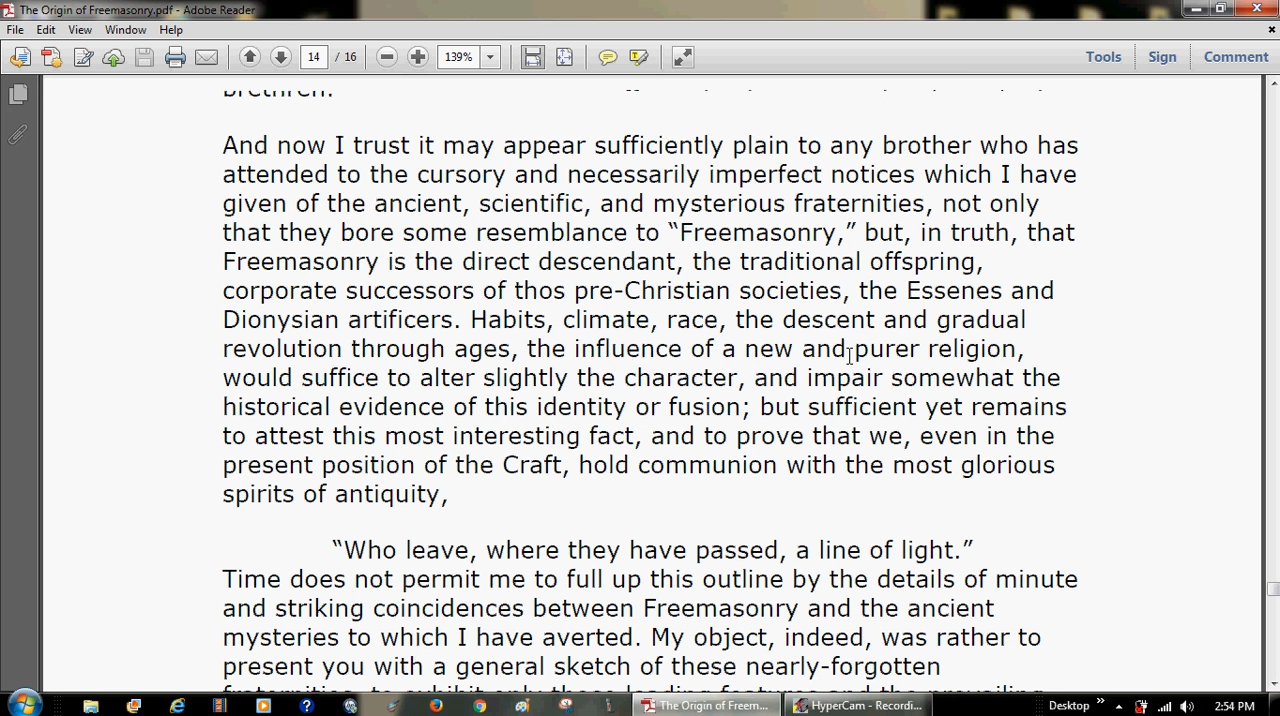 The Origin of Freemasonry.pdf - Adobe Reader
File Edit View Window Help
14 / 16 139% Tools Sign Comment
brethren.
And now I trust it may appear sufficiently plain to any brother who has
attended to the cursory and necessarily imperfect notices which I have
given of the ancient, scientific, and mysterious fraternities, not only
that they bore some resemblance to “Freemasonry,” but, in truth, that
Freemasonry is the direct descendant, the traditional offspring,
corporate successors of thos pre-Christian societies, the Essenes and
Dionysian artificers. Habits, climate, race, the descent and gradual
revolution through ages, the influence of a new and purer religion,
would suffice to alter slightly the character, and impair somewhat the
historical evidence of this identity or fusion; but sufficient yet remains
to attest this most interesting fact, and to prove that we, even in the
present position of the Craft, hold communion with the most glorious
spirits of antiquity,
“Who leave, where they have passed, a line of light.”
Time does not permit me to full up this outline by the details of minute
and striking coincidences between Freemasonry and the ancient
mysteries to which I have averted. My object, indeed, was rather to
present you with a general sketch of these nearly-forgotten
The Origin of Freem... HyperCam - Recordi... Desktop » 2:54 PM